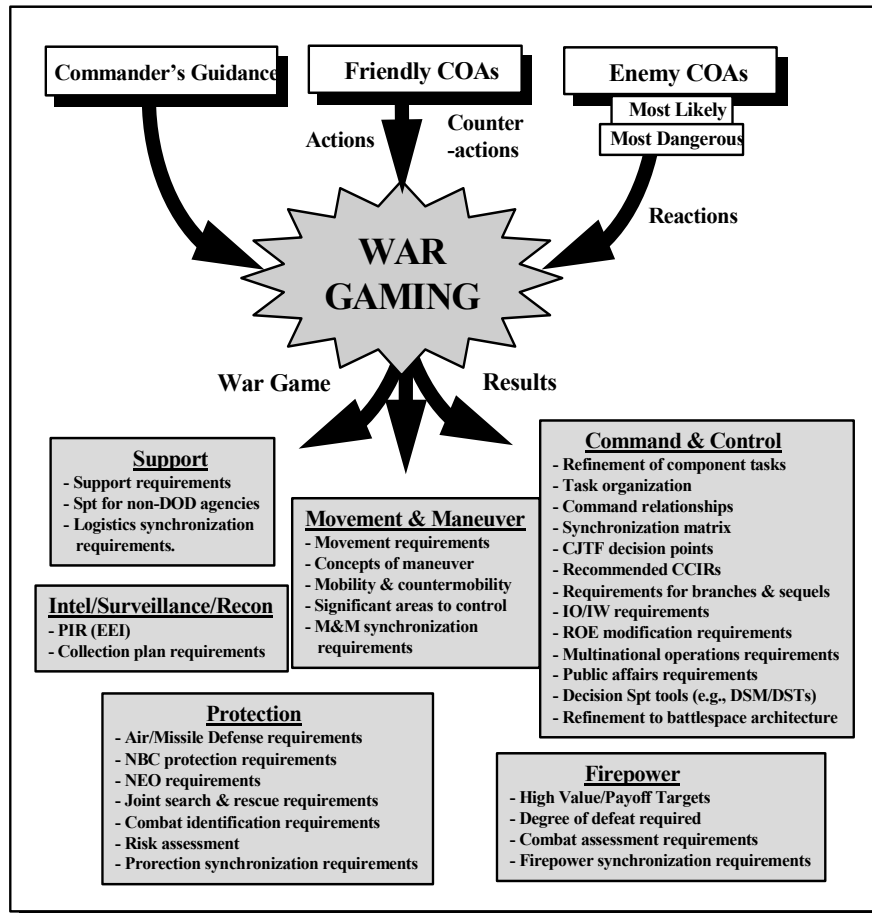 Commander's Guidance
Friendly COAs
Enemy COAs
Most Likely
Most Dangerous
Actions
Counter
-actions
Reactions
WAR
GAMING
War Game
Results
Support
- Support requirements
- Spt for non-DOD agencies
- Logistics synchronization
requirements.
Intel/Surveillance/Recon
- PIR (EEI)
- Collection plan requirements
Movement & Maneuver
- Movement requirements
- Concepts of maneuver
- Mobility & countermobility
- Significant areas to control
- M&M synchronization
requirements
Command & Control
- Refinement of component tasks
- Task organization
- Command relationships
- Synchronization matrix
- CJTF decision points
- Recommended CCIRs
- Requirements for branches & sequels
- IO/IW requirements
- ROE modification requirements
- Multinational operations requirements
- Public affairs requirements
- Decision Spt tools (e.g., DSM/DSTs)
- Refinement to battlespace architecture
Protection
- Air/Missile Defense requirements
- NBC protection requirements
- NEO requirements
- Joint search & rescue requirements
- Combat identification requirements
- Risk assessment
- Prorection synchronization requirements
Firepower
- High Value/Payoff Targets
- Degree of defeat required
- Combat assessment requirements
- Firepower synchronization requirements